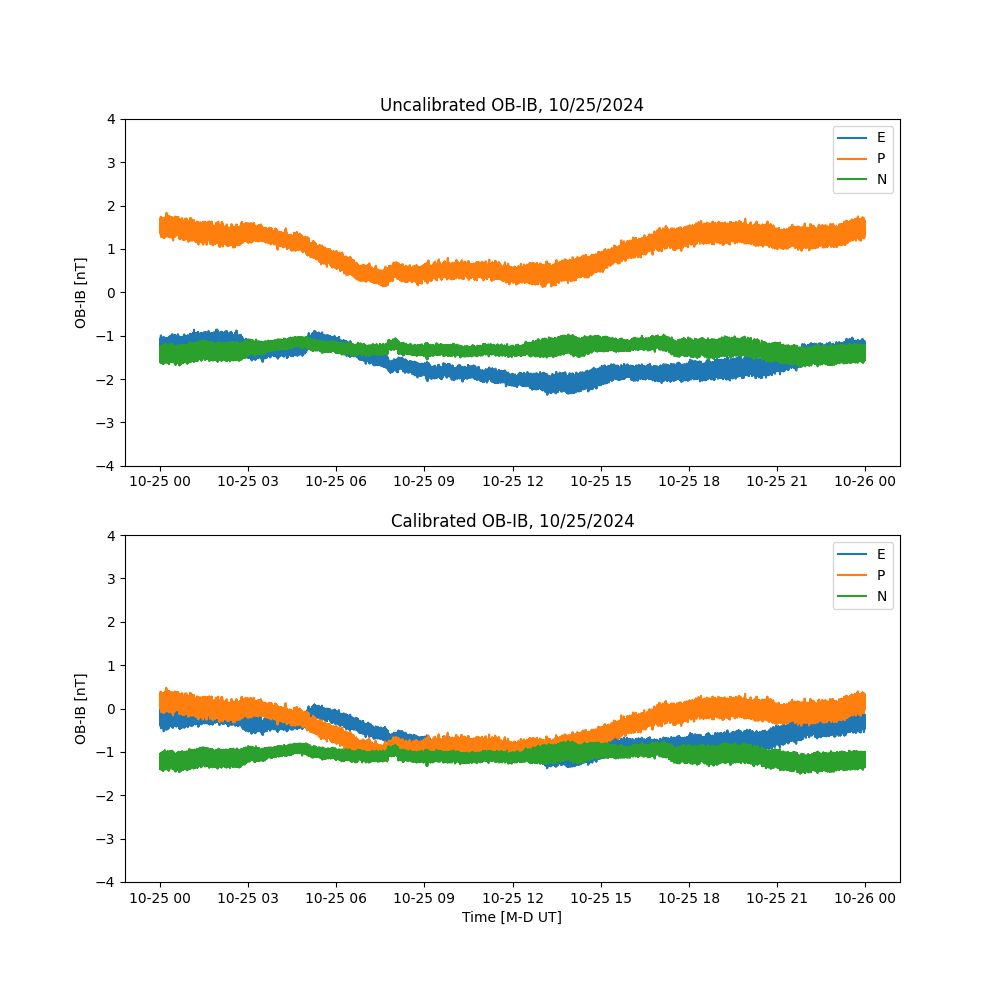 Uncalibrated OB-IB, 10/25/2024
4
3
2
1
0
−1
−2
−3
−4
OB-IB [nT]
E
P
N
10-25 00 10-25 03 10-25 06 10-25 09 10-25 12 10-25 15 10-25 18 10-25 21 10-26 00
Calibrated OB-IB, 10/25/2024
4
3
2
1
0
−1
−2
−3
−4
OB-IB [nT]
E
P
N
10-25 00 10-25 03 10-25 06 10-25 09 10-25 12 10-25 15 10-25 18 10-25 21 10-26 00
Time [M-D UT]